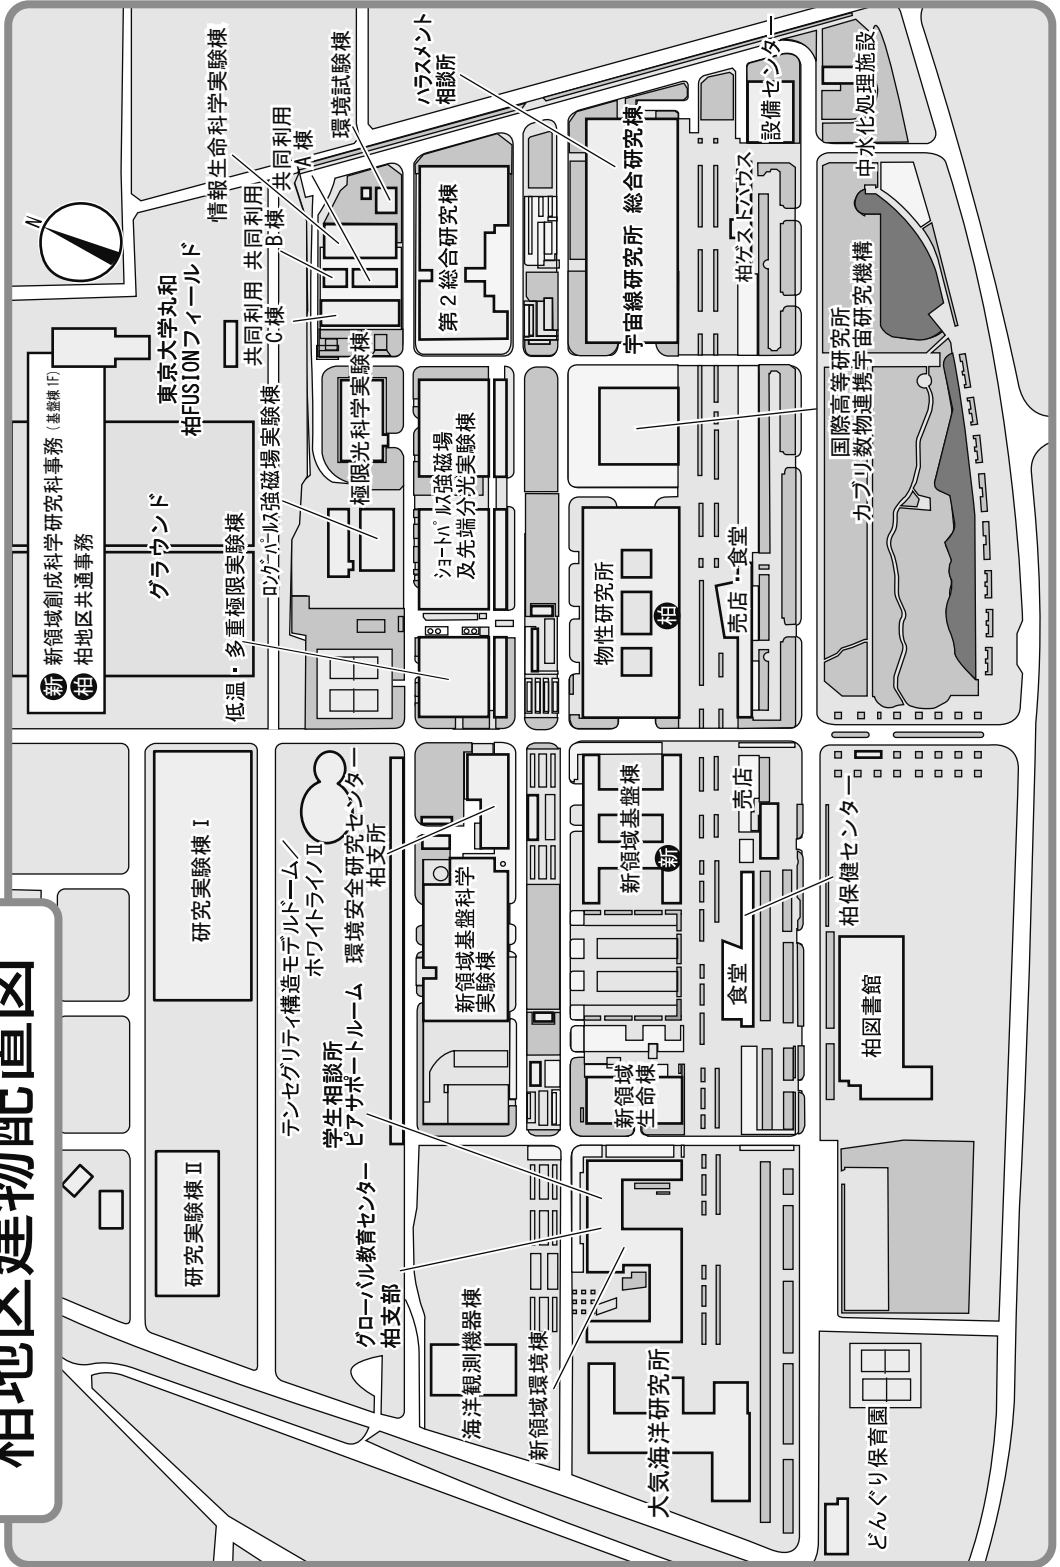 柏地区建物配置図
新 新領域創成科学研究科事務（基盤棟1F）
柏 柏地区共通事務
N
東京大学丸和
柏FUSIONフィールド
グラウンド
研究実験棟Ⅰ
研究実験棟Ⅱ
情報生命科学実験棟
共同利用
A棟
共同利用
B棟
共同利用
C棟
環境試験棟
ハラスメント
相談所
極限光科学実験棟
ロングパルス強磁場実験棟
低温・多重極限実験棟
テンセグリティ構造モデルドーム／
ホワイトライノⅡ
環境安全研究センター
柏支所
学生相談所
ピアサポートルーム
グローバル教育センター
柏支部
第2総合研究棟
ショートパルス強磁場
及先端分光実験棟
新領域基盤科学
実験棟
海洋観測機器棟
新領域環境棟
宇宙線研究所 総合研究棟
物性研究所
柏
新領域基盤棟
新
新領域
生命棟
大気海洋研究所
設備センター
柏ゲストハウス
売店・食堂
売店
食堂
中水化処理施設
国際高等研究所
カブリ数物連携宇宙研究機構
柏保健センター
柏図書館
どんぐり保育園